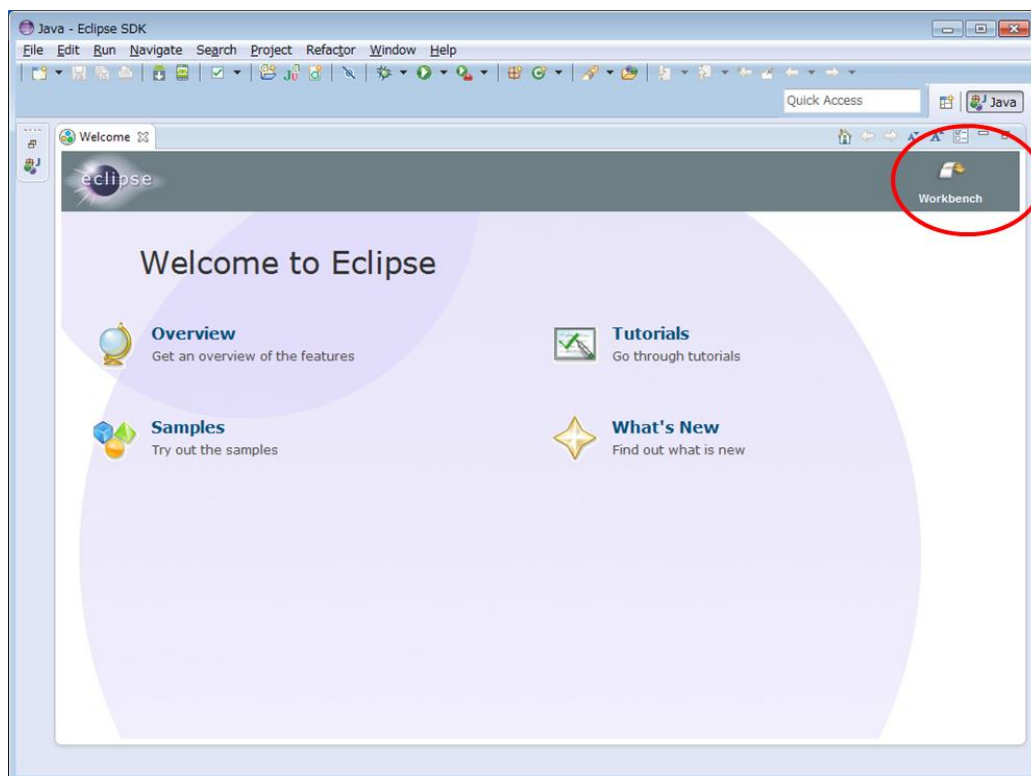 Java - Eclipse SDK
File Edit Run Navigate Search Project Refactor Window Help
Quick Access
Java
Welcome
eclipse
Workbench
Welcome to Eclipse
Overview
Get an overview of the features
Tutorials
Go through tutorials
Samples
Try out the samples
What's New
Find out what is new